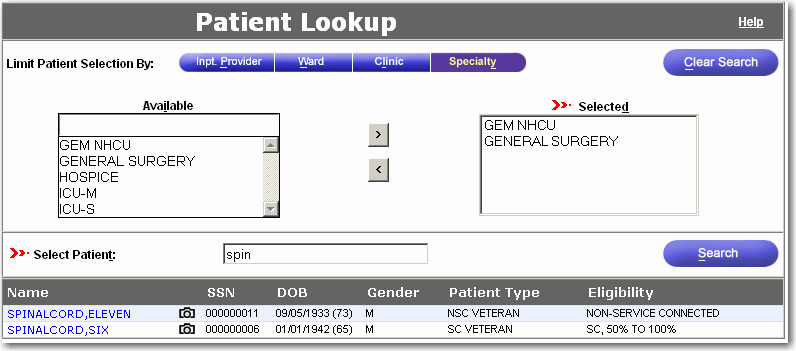 Patient Lookup
Help
Limit Patient Selection By:
Inpt. Provider
Ward
Clinic
Specialty
Clear Search
Available
Selected
GEM NHCU
GENERAL SURGERY
HOSPICE
ICU-M
ICU-S
>
<
GEM NHCU
GENERAL SURGERY
Select Patient:
spin
Search
Name SSN DOB Gender Patient Type Eligibility
SPINALCORD,ELEVEN 000000011 09/05/1933 (73) M NSC VETERAN NON-SERVICE CONNECTED
SPINALCORD,SIX 000000006 01/01/1942 (65) M SC VETERAN SC, 50% TO 100%